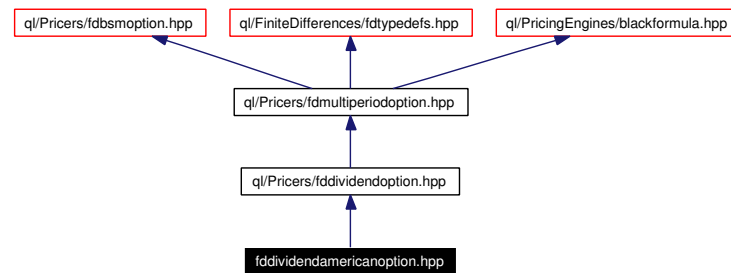 ql/Pricers/fdbsmoption.hpp
ql/FiniteDifferences/fdtypedefs.hpp
ql/PricingEngines/blackformula.hpp
ql/Pricers/fdmultiperiodoption.hpp
ql/Pricers/fddividendoption.hpp
fddividendamericanoption.hpp